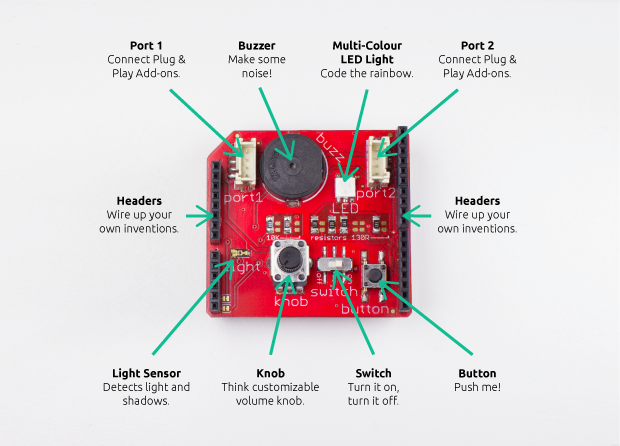 Port 1
Connect Plug &
Play Add-ons.
Buzzer
Make some
noise!
Multi-Colour
LED Light
Code the rainbow.
Port 2
Connect Plug &
Play Add-ons.
Headers
Wire up your
own inventions.
Headers
Wire up your
own inventions.
buzz
port1
port2
LED
10K
resistors 130R
light
knob
switch
off
button
Light Sensor
Detects light and
shadows.
Knob
Think customizable
volume knob.
Switch
Turn it on,
turn it off.
Button
Push me!